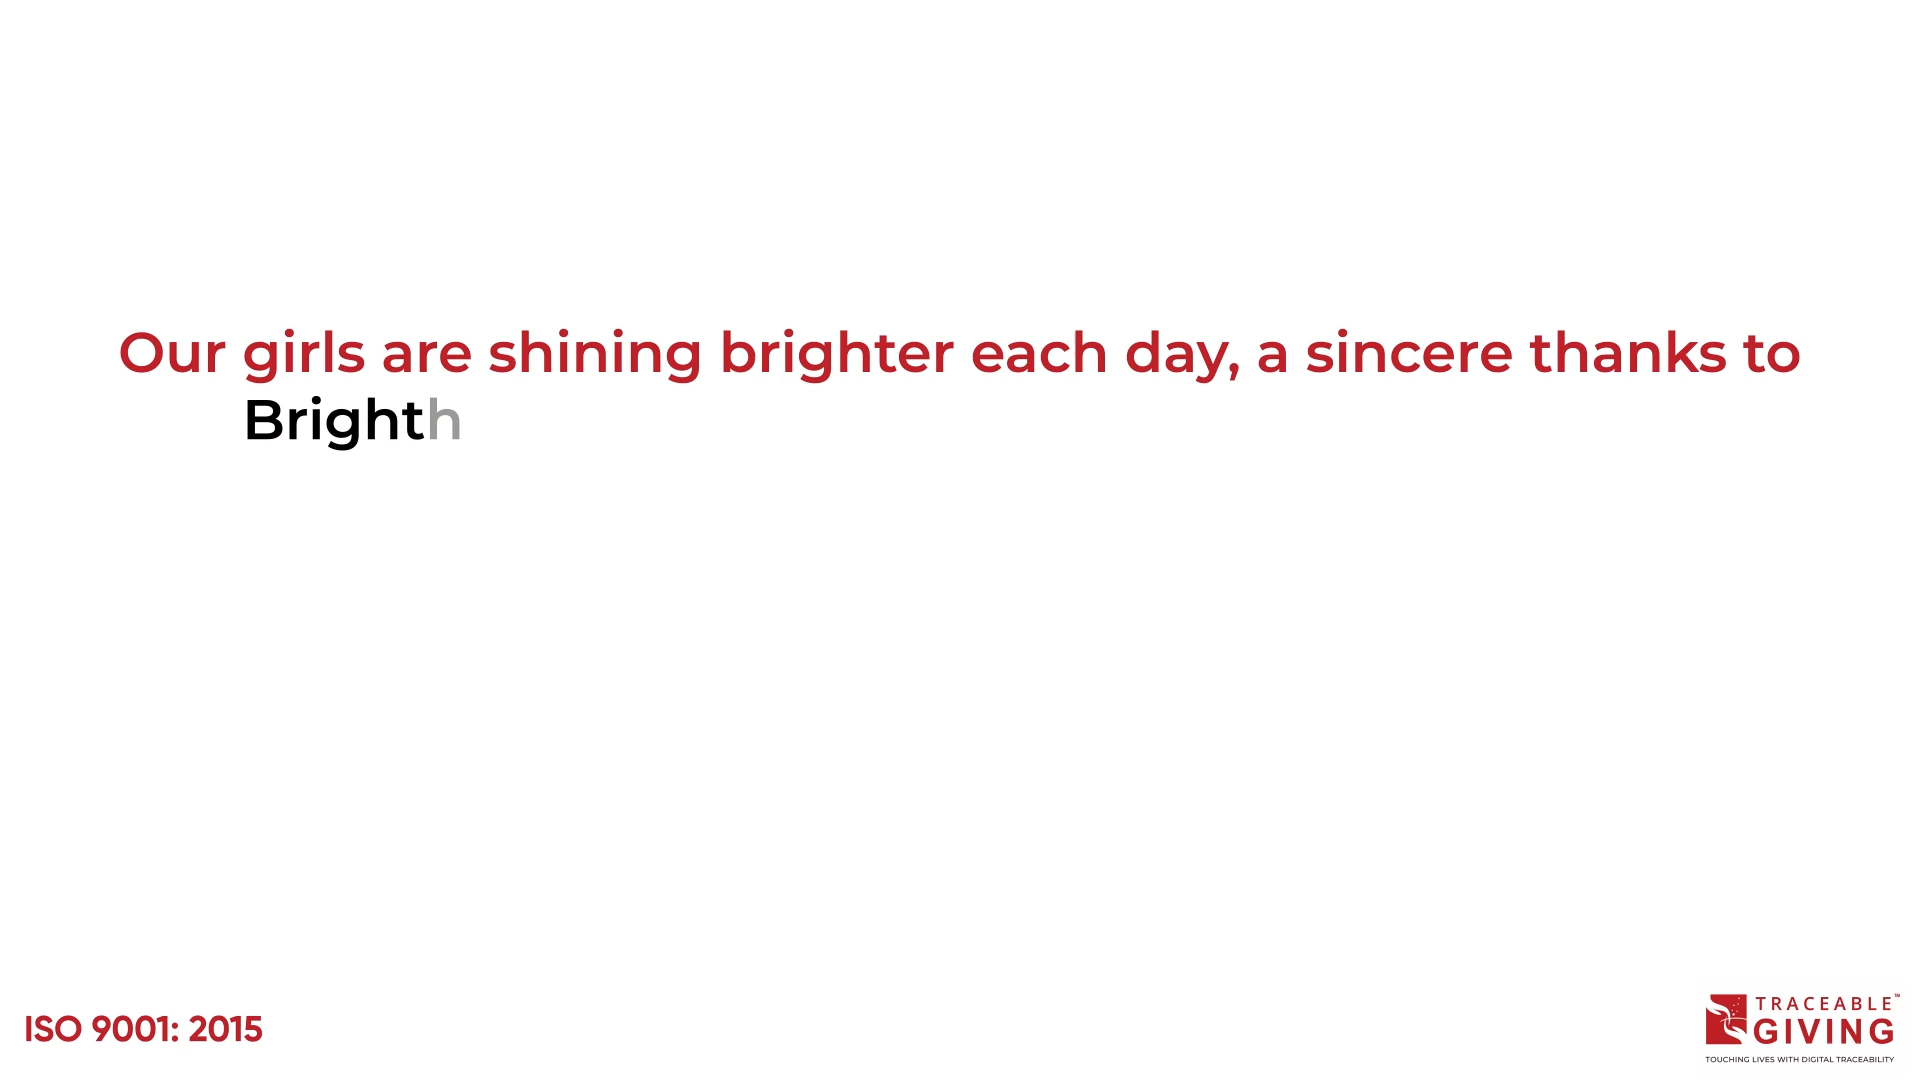 Our girls are shining brighter each day, a sincere thanks to
Brighth
ISO 9001: 2015
TRACEABLE™
GIVING
TOUCHING LIVES WITH DIGITAL TRACEABILITY